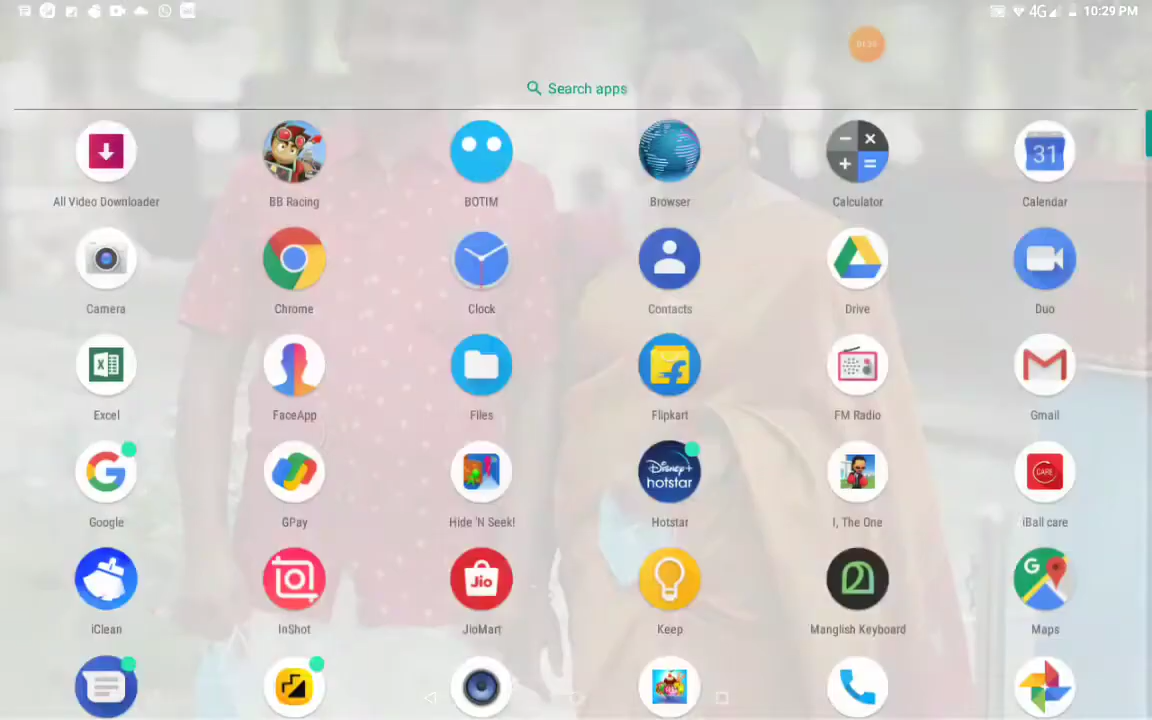 4G 10:29 PM
Search apps
All Video Downloader
BB Racing
BOTIM
Browser
Calculator
31
Calendar
Camera
Chrome
Clock
Contacts
Drive
Duo
Excel
FaceApp
Files
Flipkart
FM Radio
Gmail
Disney+
hotstar
CARE
Google
GPay
Hide 'N Seek!
Hotstar
I, The One
iBall care
Jio
iClean
InShot
JioMart
Keep
Manglish Keyboard
Maps